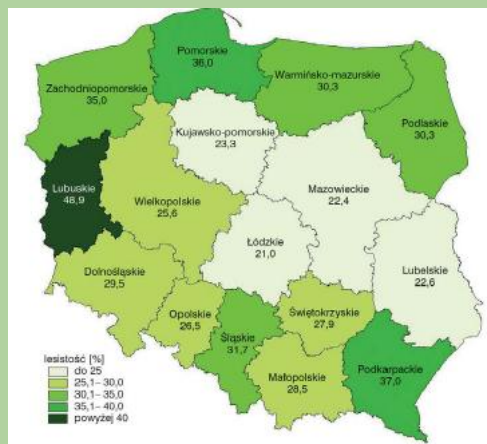 Pomorskie
36,0
Zachodniopomorskie
35,0
Warmińsko-mazurskie
30,3
Podlaskie
30,3
Kujawsko-pomorskie
23,3
Lubuskie
48,9
Wielkopolskie
25,6
Mazowieckie
22,4
Łódzkie
21,0
Lubelskie
22,6
Dolnośląskie
29,5
Opolskie
26,5
Śląskie
31,7
Świętokrzyskie
27,9
Małopolskie
28,5
Podkarpackie
37,0
lesistość [%]
do 25
25,1– 30,0
30,1– 35,0
35,1– 40,0
powyżej 40